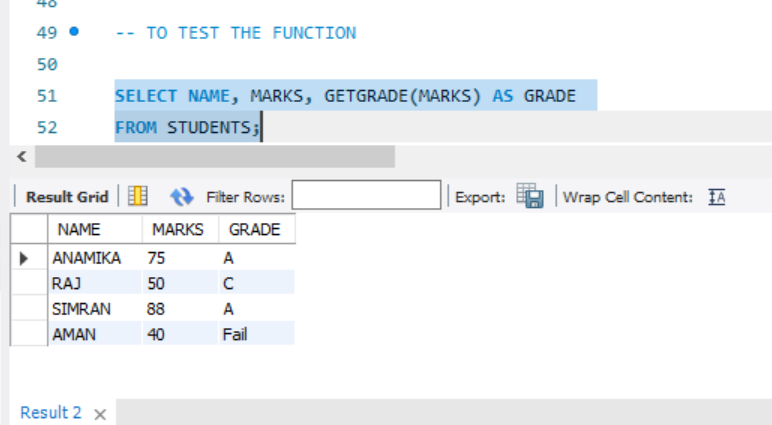 48
49 -- TO TEST THE FUNCTION
50
51 SELECT NAME, MARKS, GETGRADE(MARKS) AS GRADE
52 FROM STUDENTS;
Result Grid Filter Rows: Export: Wrap Cell Content: IA
NAME MARKS GRADE
ANAMIKA 75 A
RAJ 50 C
SIMRAN 88 A
AMAN 40 Fail
Result 2 ×